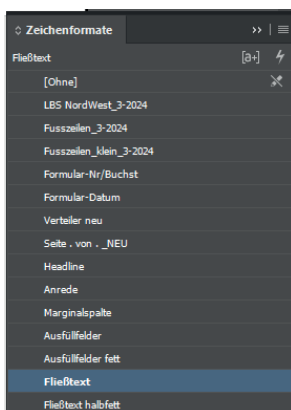 Zeichenformate
Fließtext [a+]
[Ohne]
LBS NordWest_3-2024
Fusszeilen_3-2024
Fusszeilen_klein_3-2024
Formular-Nr/Buchst
Formular-Datum
Verteiler neu
Seite . von . _NEU
Headline
Anrede
Marginalspalte
Ausfüllfelder
Ausfüllfelder fett
Fließtext
Fließtext halbfett